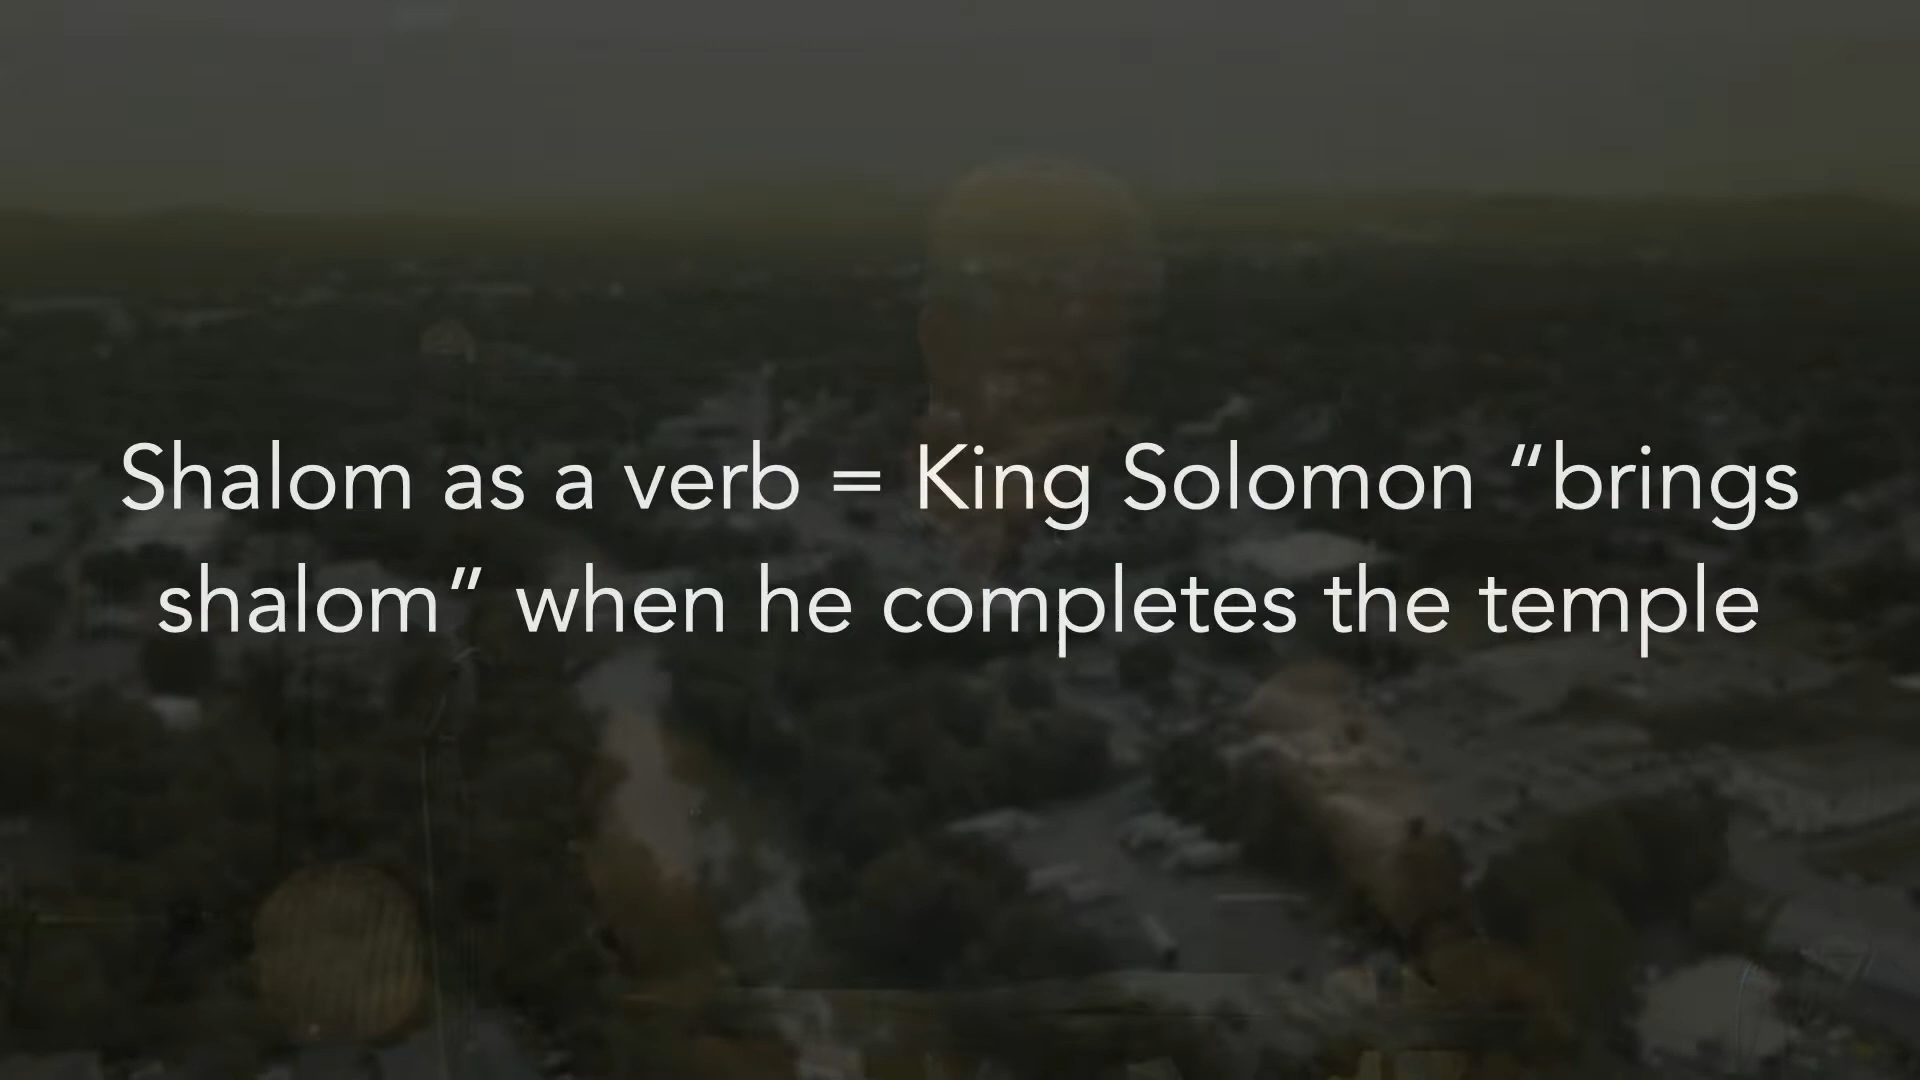 Shalom as a verb = King Solomon “brings
shalom” when he completes the temple